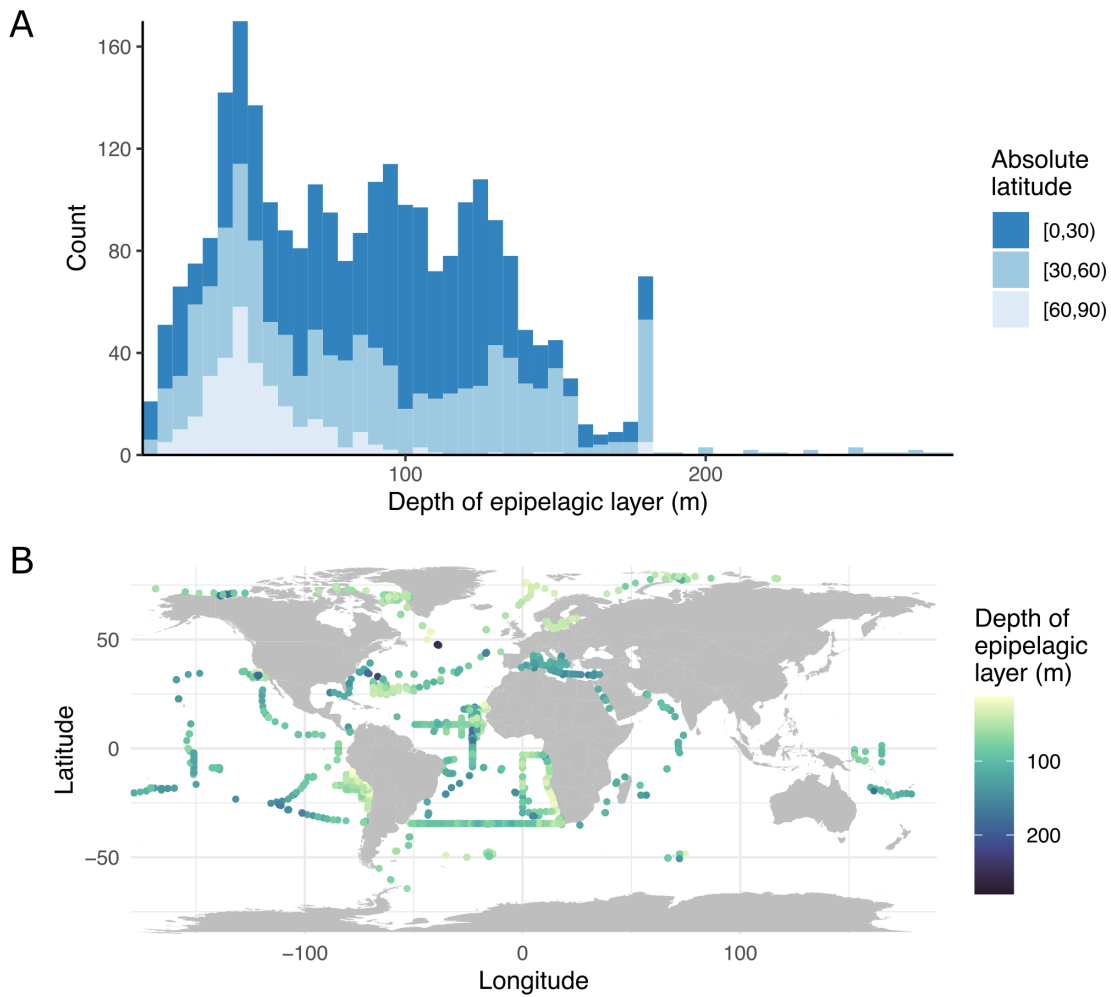 A
160
120
80
40
0
Count
100
200
Depth of epipelagic layer (m)
Absolute
latitude
[0,30)
[30,60)
[60,90)
B
50
0
−50
Latitude
−100
0
100
Longitude
Depth of
epipelagic
layer (m)
100
200